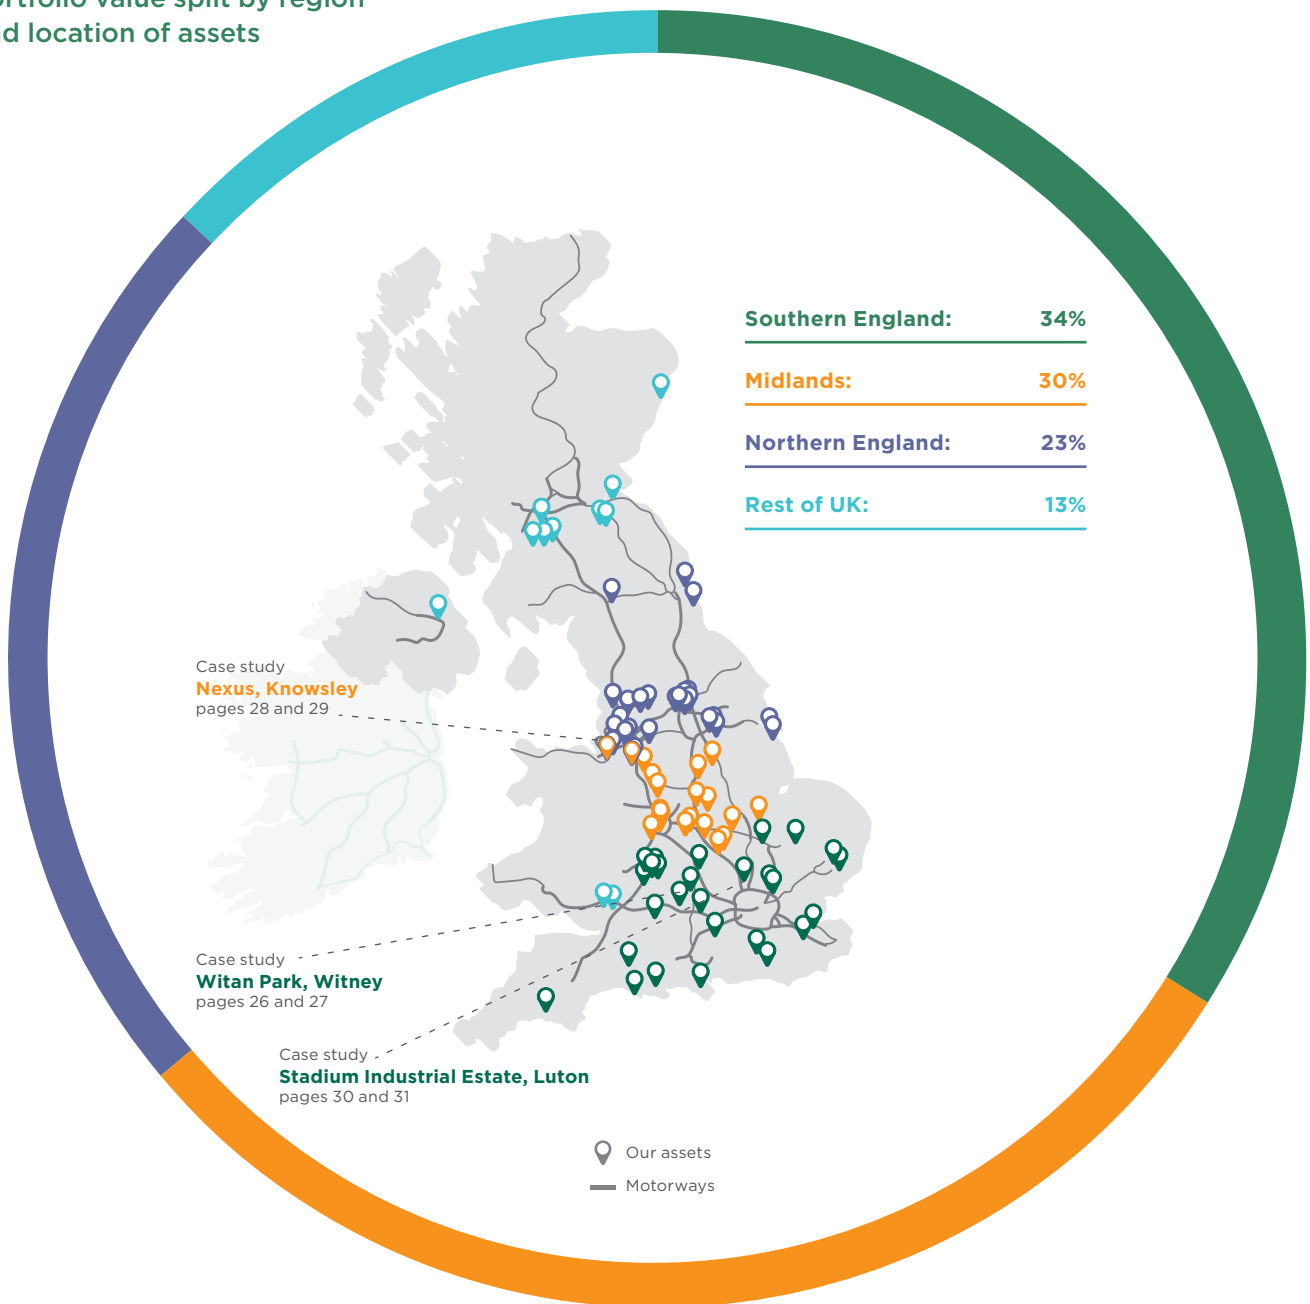 d location of assets
Southern England: 34%
Midlands: 30%
Northern England: 23%
Rest of UK: 13%
Case study
Nexus, Knowsley
pages 28 and 29
Case study
Witan Park, Witney
pages 26 and 27
Case study
Stadium Industrial Estate, Luton
pages 30 and 31
Our assets
Motorways